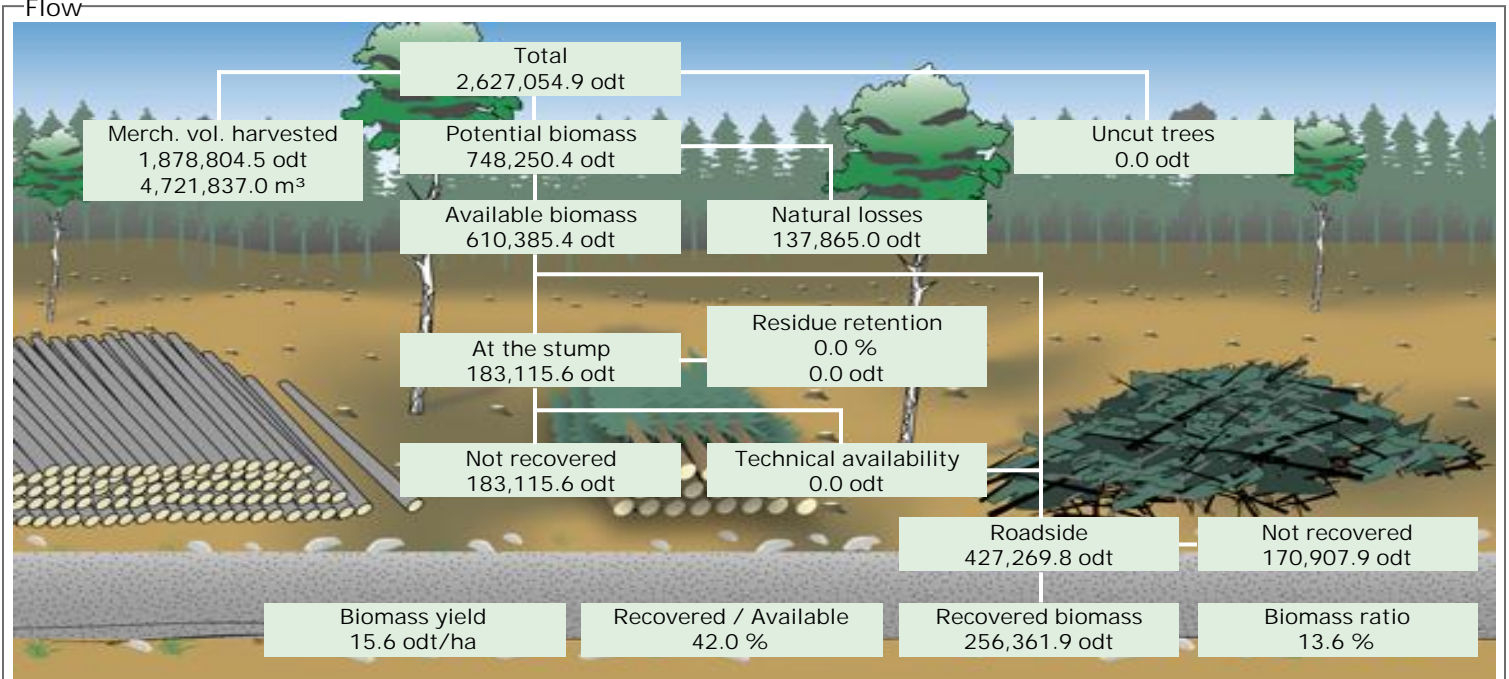 Flow
Total
2,627,054.9 odt
Merch. vol. harvested
1,878,804.5 odt
4,721,837.0 m³
Potential biomass
748,250.4 odt
Uncut trees
0.0 odt
Available biomass
610,385.4 odt
Natural losses
137,865.0 odt
At the stump
183,115.6 odt
Residue retention
0.0 %
0.0 odt
Not recovered
183,115.6 odt
Technical availability
0.0 odt
Roadside
427,269.8 odt
Not recovered
170,907.9 odt
Biomass yield
15.6 odt/ha
Recovered / Available
42.0 %
Recovered biomass
256,361.9 odt
Biomass ratio
13.6 %